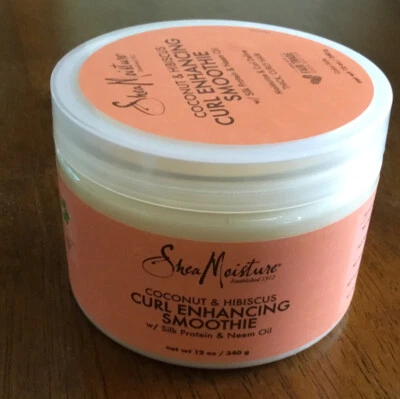 SheaMoisture
COCONUT & HIBISCUS
CURL ENHANCING
SMOOTHIE
SheaMoisture®
Established 1912
COCONUT & HIBISCUS
CURL ENHANCING
SMOOTHIE
w/ Silk Protein & Neem Oil
net wt 12 oz / 340 g